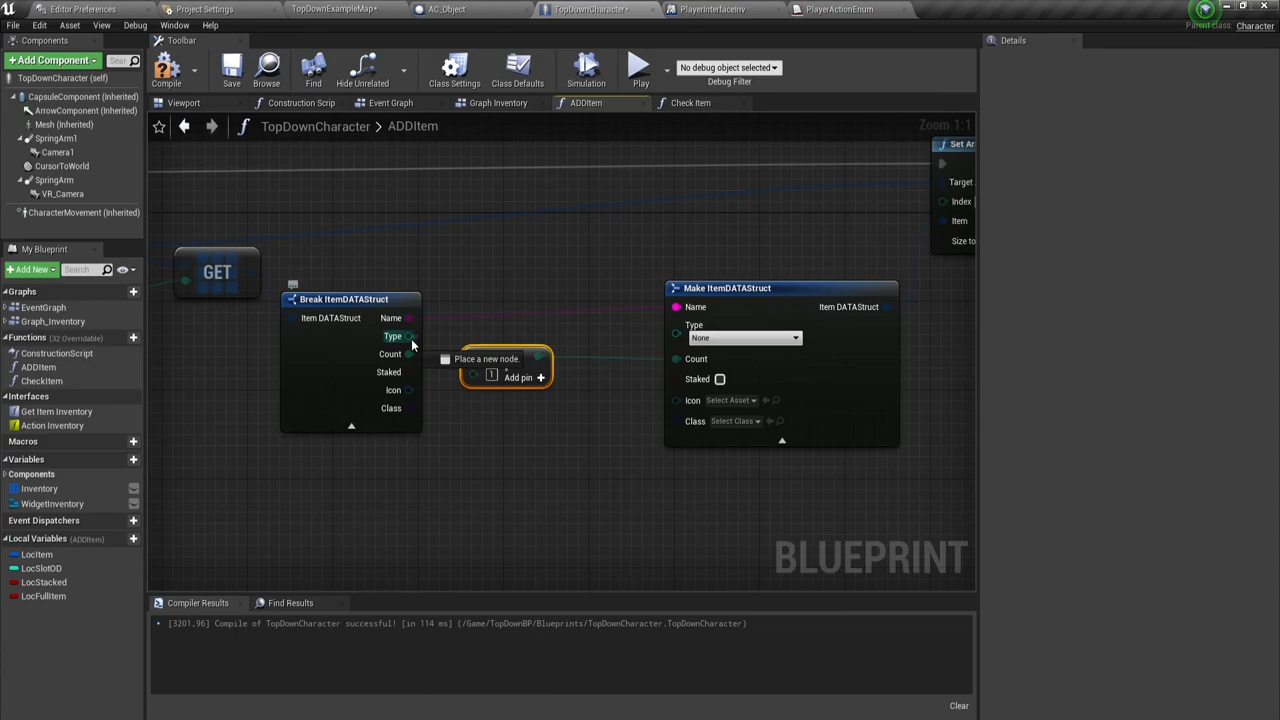 Editor Preferences
Project Settings
TopDownExampleMap*
AC_Object
TopDownCharacter*
PlayerInterfaceInv
PlayerActionEnum
File Edit Asset View Debug Window Help
Parent class: Character
Components
Toolbar
Details
+Add Component
Sear
TopDownCharacter (self)
CapsuleComponent (Inherited)
ArrowComponent (Inherited)
Mesh (Inherited)
SpringArm1
Camera1
CursorToWorld
SpringArm
VR_Camera
CharacterMovement (Inherited)
Compile
Save
Browse
Find
Hide Unrelated
Class Settings
Class Defaults
Simulation
Play
No debug object selected
Debug Filter
Viewport
Construction Scrip
Event Graph
Graph Inventory
ADDItem
Check Item
TopDownCharacter > ADDItem
Zoom 1:1
My Blueprint
+Add New
Search
Graphs
EventGraph
Graph_Inventory
Functions (32 Overridable)
ConstructionScript
ADDItem
CheckItem
Interfaces
Get Item Inventory
Action Inventory
Macros
Variables
Components
Inventory
WidgetInventory
Event Dispatchers
Local Variables (ADDItem)
LocItem
LocSlotOD
LocStacked
LocFullItem
GET
Break ItemDATAStruct
Item DATAStruct
Name
Type
Count
Staked
Icon
Class
Place a new node.
1
Add pin +
Make ItemDATAStruct
Name
Item DATAStruct
Type
None
Count
Staked
Icon Select Asset
Class Select Class
Set Ar
Target
Index
Item
Size to
BLUEPRINT
Compiler Results
Find Results
[3201,96] Compile of TopDownCharacter successful! [in 114 ms] (/Game/TopDownBP/Blueprints/TopDownCharacter.TopDownCharacter)
Clear